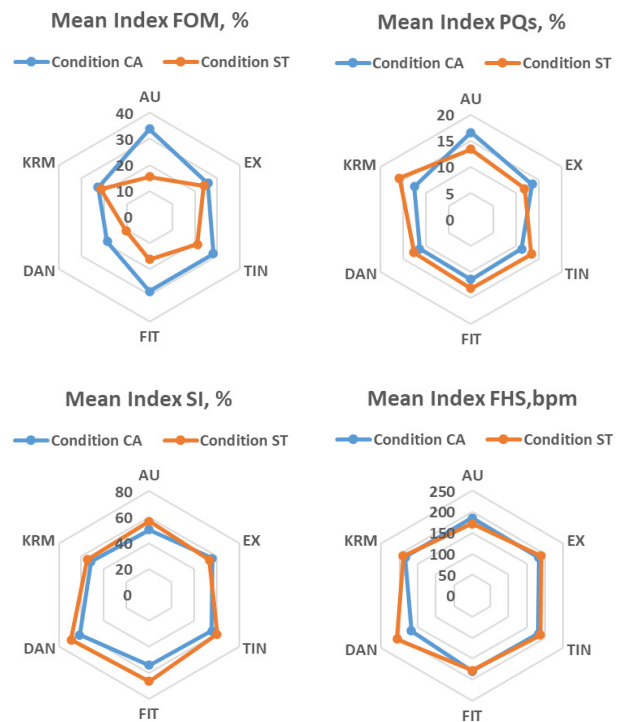 Mean Index FOM, %
Condition CA Condition ST
AU
40
30
20
10
0
KRM EX
DAN TIN
FIT
Mean Index PQs, %
Condition CA Condition ST
AU
20
15
10
5
0
KRM EX
DAN TIN
FIT
Mean Index SI, %
Condition CA Condition ST
AU
80
60
40
20
0
KRM EX
DAN TIN
FIT
Mean Index FHS,bpm
Condition CA Condition ST
AU
250
200
150
100
50
0
KRM EX
DAN TIN
FIT